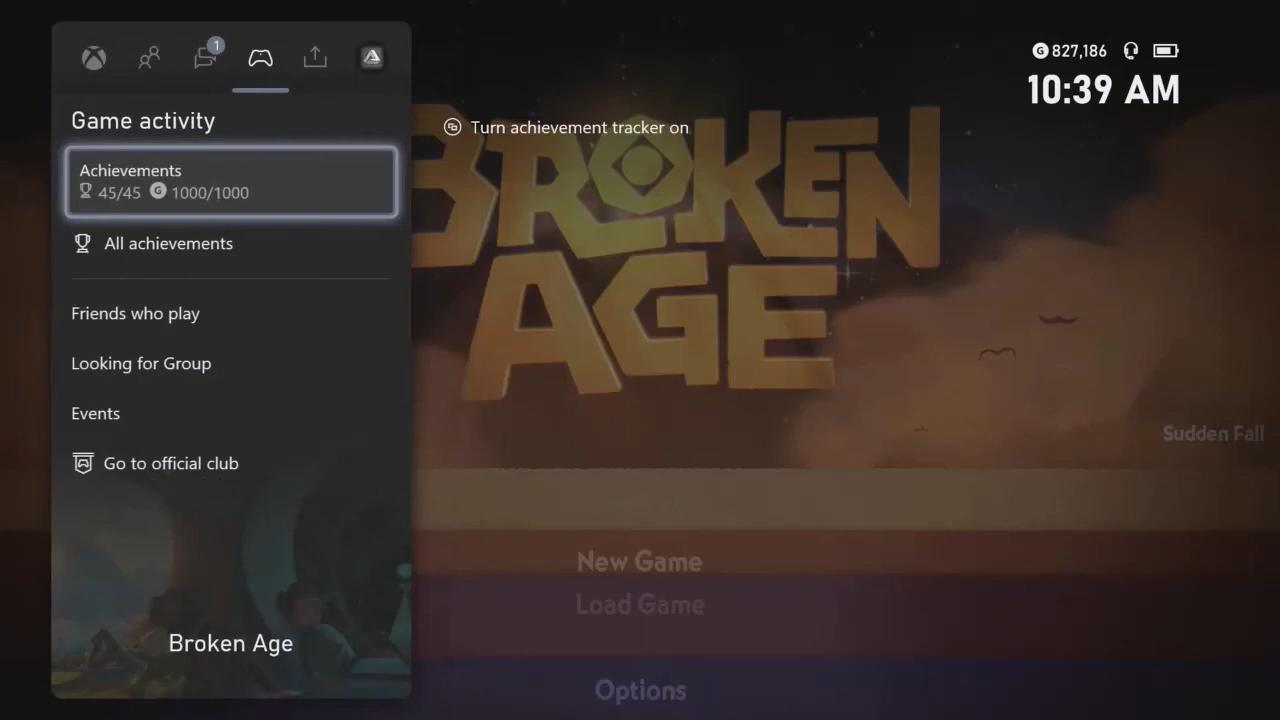 1
G 827,186
10:39 AM
Game activity
Turn achievement tracker on
Achievements
45/45 G 1000/1000
All achievements
Friends who play
Looking for Group
Events
Go to official club
Broken Age
BROKEN
AGE
Sudden Fall
New Game
Load Game
Options